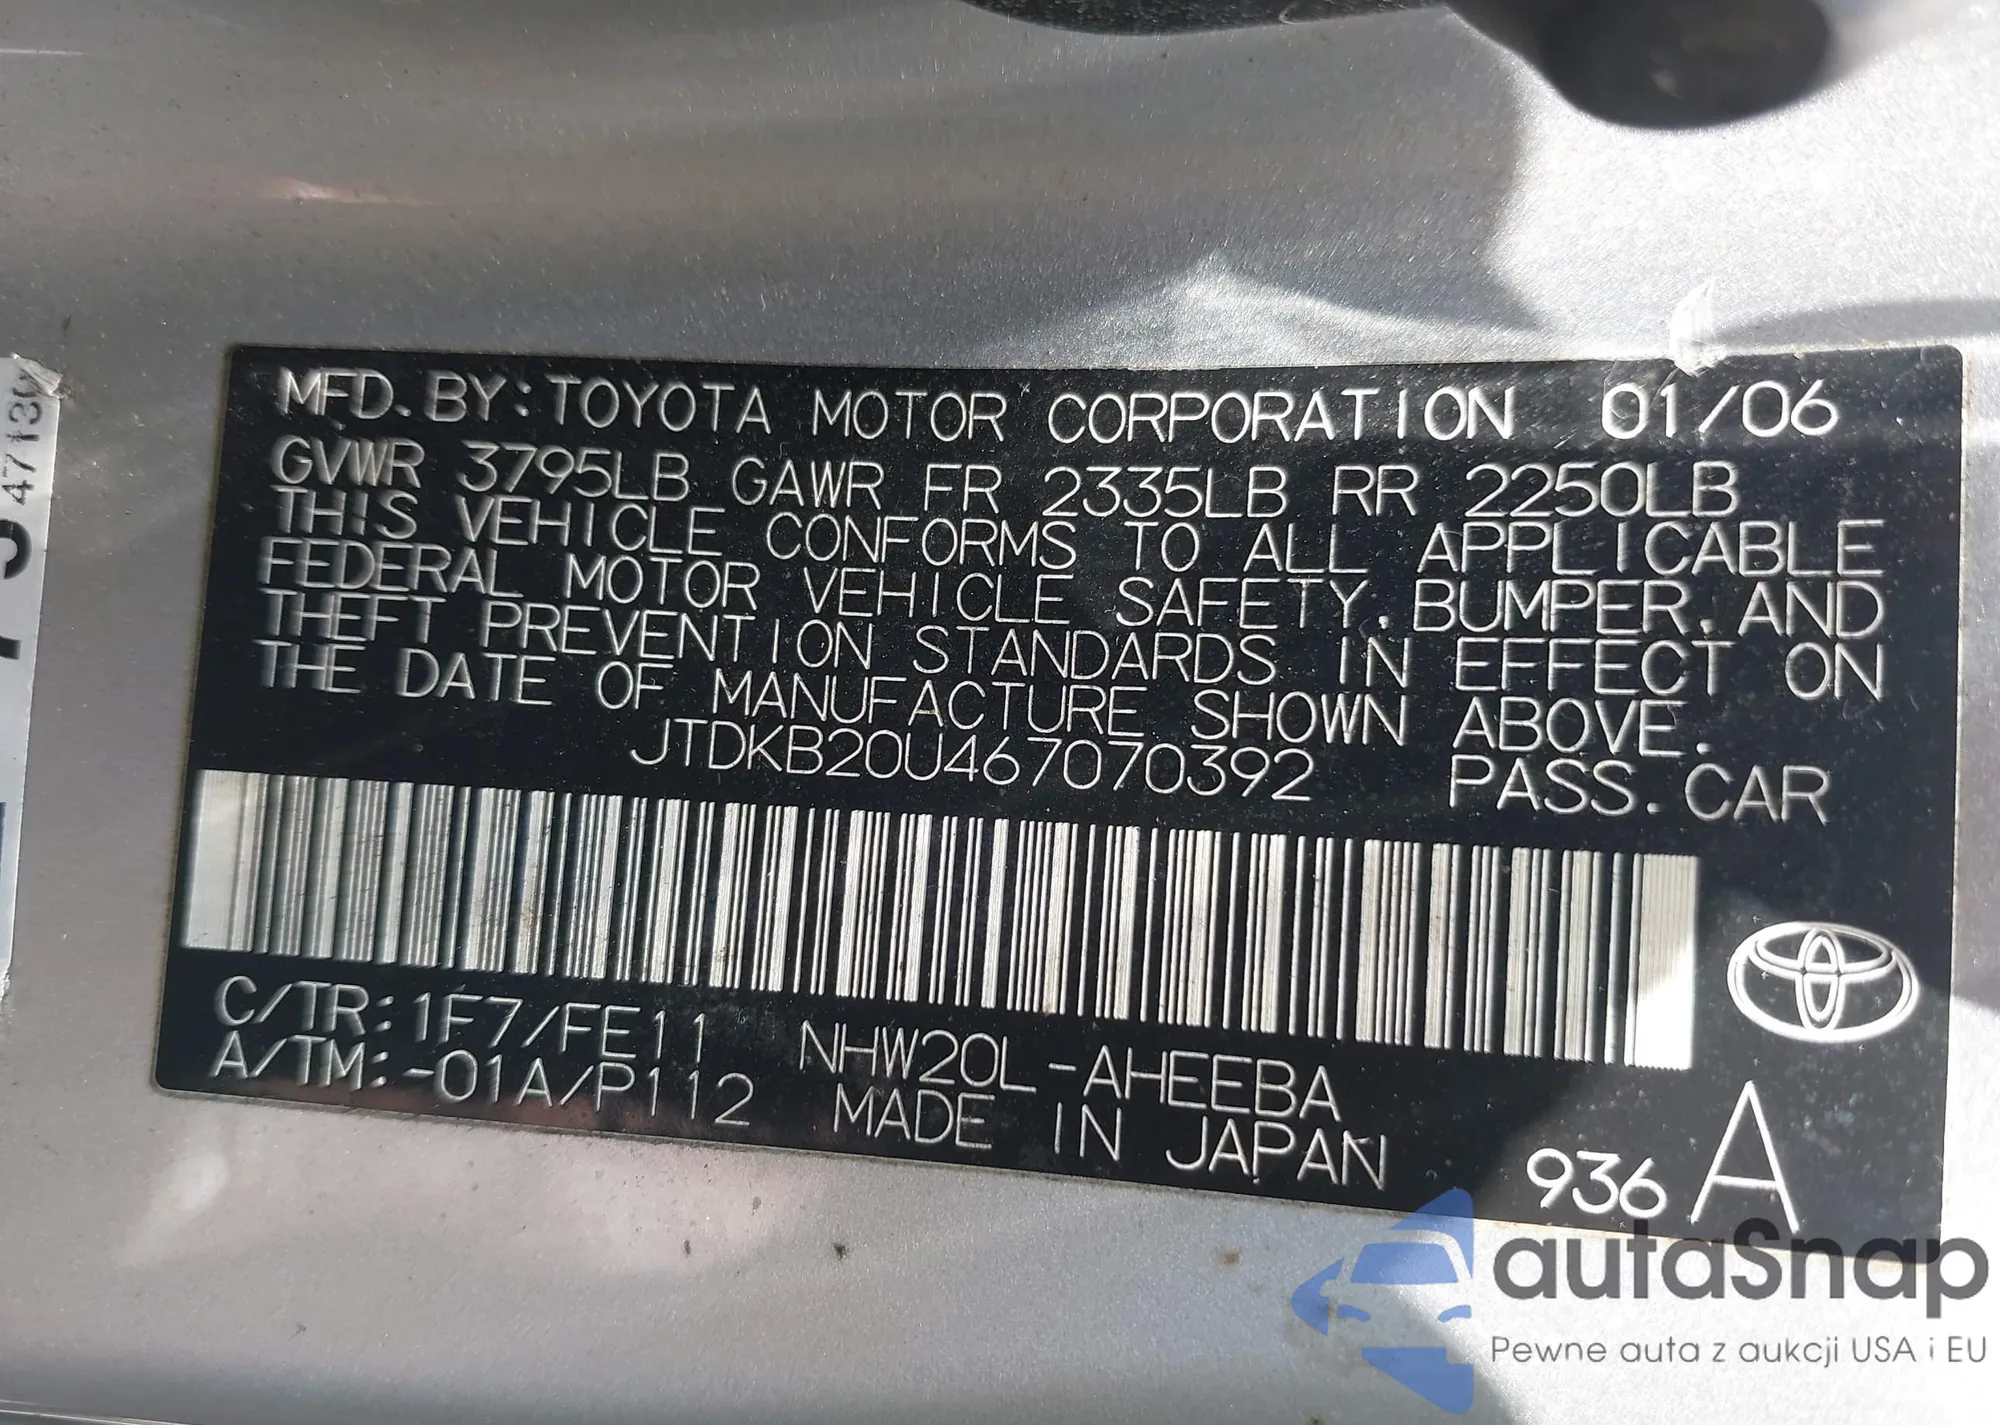 MFD. BY: TOYOTA MOTOR CORPORATION 01/06
GVWR 3795LB GAWR FR 2335LB RR 2250LB
THIS VEHICLE CONFORMS TO ALL APPLICABLE
FEDERAL MOTOR VEHICLE SAFETY, BUMPER, AND
THEFT PREVENTION STANDARDS IN EFFECT ON
THE DATE OF MANUFACTURE SHOWN ABOVE.
JTDKB20U467070392 PASS. CAR
C/TR: 1F7/FE11 NHW20L-AHEEBA
A/TM: -01A/P112 MADE IN JAPAN
936 A
autaSnap
Pewne auta z aukcji USA i EU